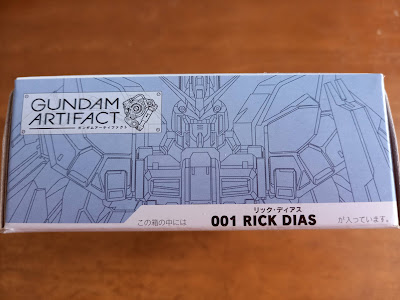 GUNDAM
ARTIFACT
ガンダムアーティファクト
リック・ディアス
この箱の中には 001 RICK DIAS が入っています。